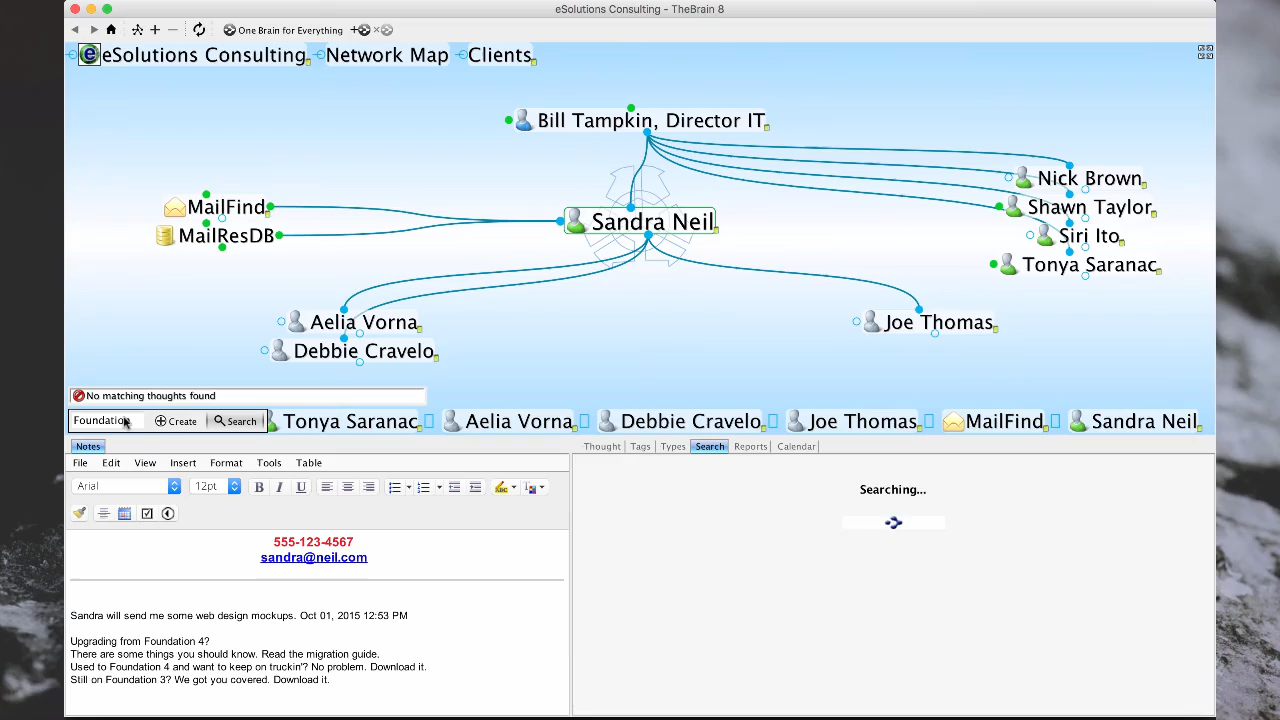 eSolutions Consulting - TheBrain 8
One Brain for Everything
eSolutions Consulting Network Map Clients
Bill Tampkin, Director IT
Nick Brown
MailFind
Shawn Taylor
Sandra Neil
MailResDB
Siri Ito
Tonya Saranac
Aelia Vorna
Joe Thomas
Debbie Cravelo
No matching thoughts found
Foundation Create Search Tonya Saranac Aelia Vorna Debbie Cravelo Joe Thomas MailFind Sandra Neil
Notes
Thought Tags Types Search Reports Calendar
File Edit View Insert Format Tools Table
Arial 12pt B I U
Searching...
555-123-4567
sandra@neil.com
Sandra will send me some web design mockups. Oct 01, 2015 12:53 PM
Upgrading from Foundation 4?
There are some things you should know. Read the migration guide.
Used to Foundation 4 and want to keep on truckin'? No problem. Download it.
Still on Foundation 3? We got you covered. Download it.